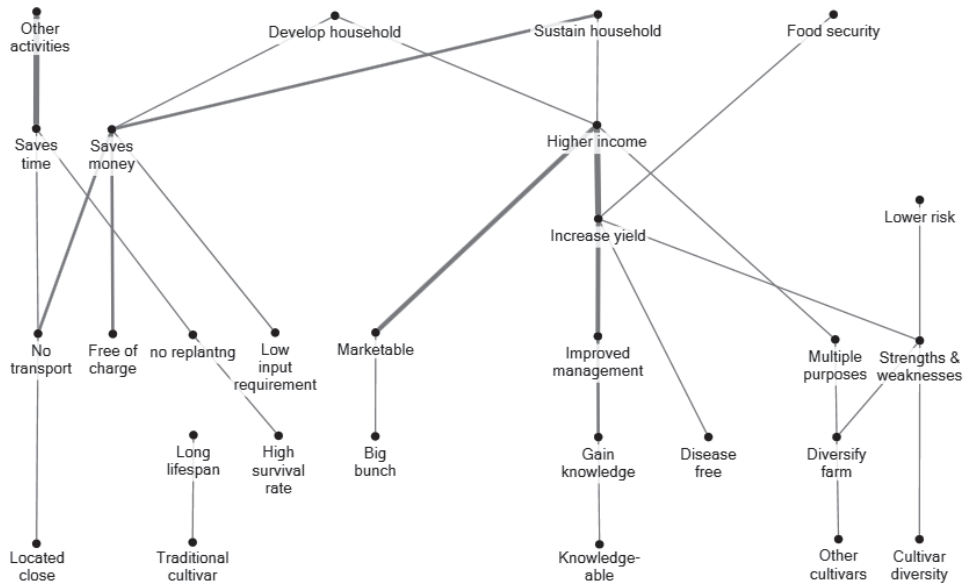 Other
activities
Develop household
Sustain household
Food security
Saves
time
Saves
money
Higher income
Lower risk
Increase yield
No
transport
Free of
charge
no replantng
Low
input
requirement
Marketable
Improved
management
Multiple
purposes
Strengths &
weaknesses
Long
lifespan
High
survival
rate
Big
bunch
Gain
knowledge
Disease
free
Diversify
farm
Located
close
Traditional
cultivar
Knowledge-
able
Other
cultivars
Cultivar
diversity